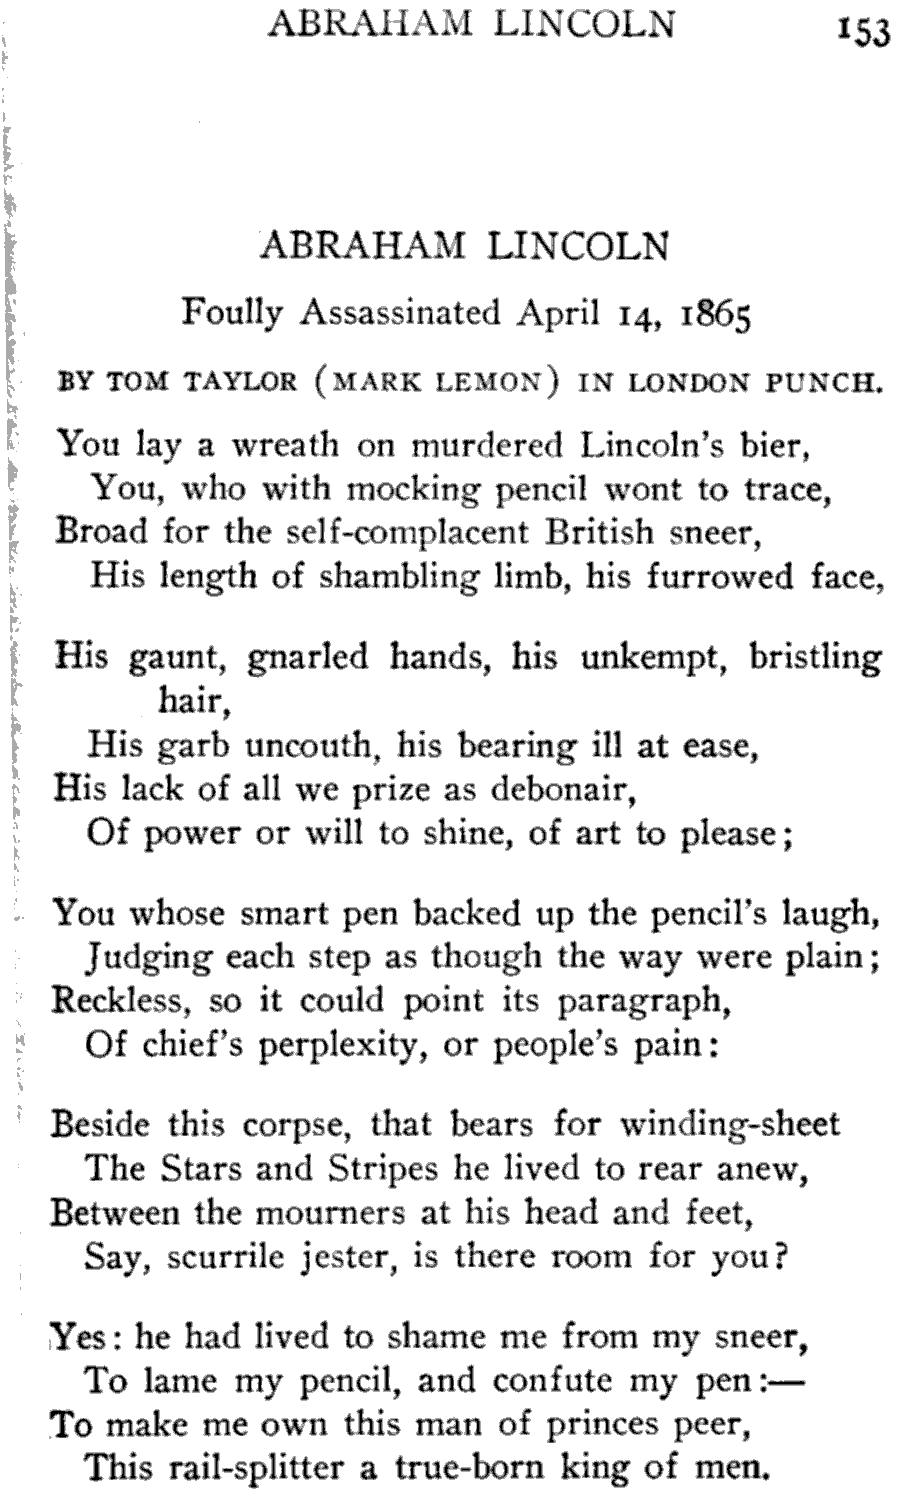 ABRAHAM LINCOLN 153
ABRAHAM LINCOLN
Foully Assassinated April 14, 1865
BY TOM TAYLOR (MARK LEMON) IN LONDON PUNCH.
You lay a wreath on murdered Lincoln's bier,
You, who with mocking pencil wont to trace,
Broad for the self-complacent British sneer,
His length of shambling limb, his furrowed face,
His gaunt, gnarled hands, his unkempt, bristling
hair,
His garb uncouth, his bearing ill at ease,
His lack of all we prize as debonair,
Of power or will to shine, of art to please;
You whose smart pen backed up the pencil's laugh,
Judging each step as though the way were plain;
Reckless, so it could point its paragraph,
Of chief's perplexity, or people's pain:
Beside this corpse, that bears for winding-sheet
The Stars and Stripes he lived to rear anew,
Between the mourners at his head and feet,
Say, scurrile jester, is there room for you?
Yes: he had lived to shame me from my sneer,
To lame my pencil, and confute my pen:—
To make me own this man of princes peer,
This rail-splitter a true-born king of men.